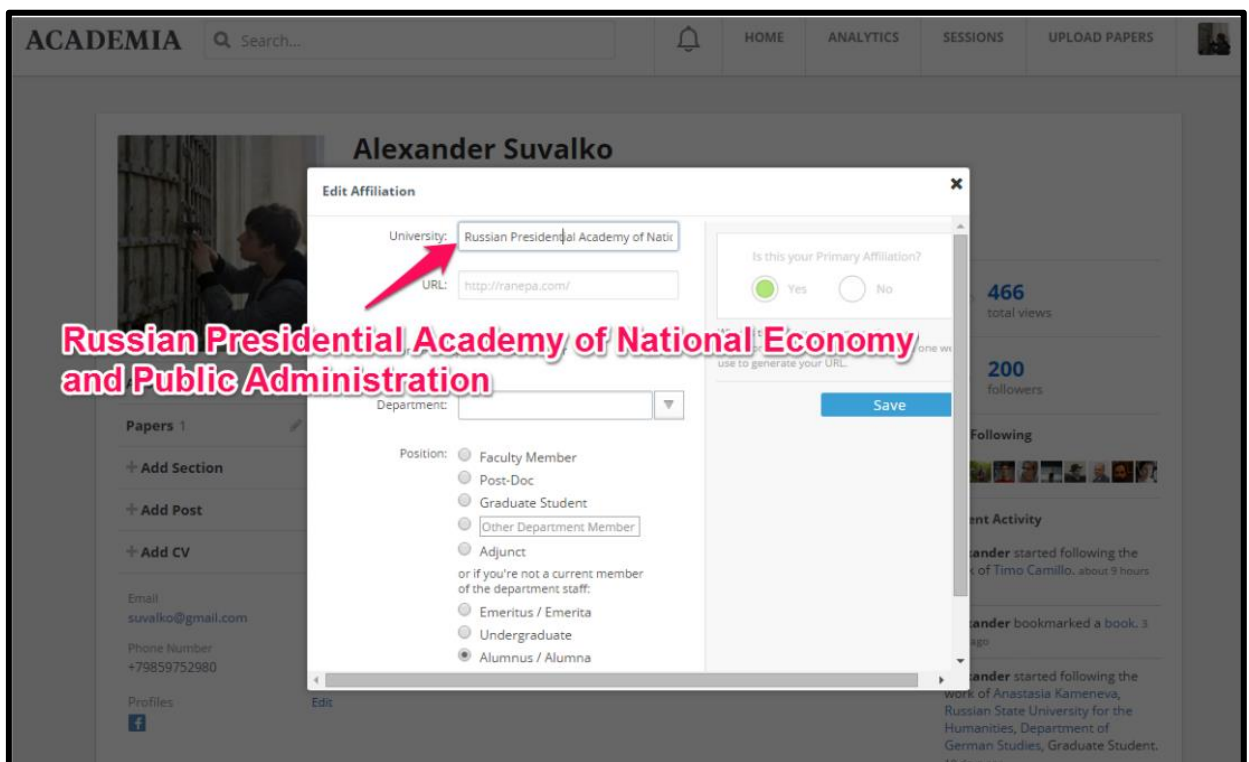 ACADEMIA
Search...
HOME
ANALYTICS
SESSIONS
UPLOAD PAPERS
Alexander Suvalko
Edit Affiliation
University:
Russian Presidential Academy of Natic
URL:
http://ranepa.com/
Russian Presidential Academy of National Economy
and Public Administration
Department:
Position:
Faculty Member
Post-Doc
Graduate Student
Other Department Member
Adjunct
or if you're not a current member
of the department staff:
Emeritus / Emerita
Undergraduate
Alumnus / Alumna
Is this your Primary Affiliation?
Yes
No
one we
use to generate your URL.
Save
Papers 1
Add Section
Add Post
Add CV
Email
suvalko@gmail.com
Phone Number
+79859752980
Profiles
Edit
466
total views
200
followers
Following
ent Activity
ander started following the
of Timo Camillo. about 9 hours
ander bookmarked a book. 3
ago
ander started following the
work of Anastasia Kameneva,
Russian State University for the
Humanities, Department of
German Studies, Graduate Student.